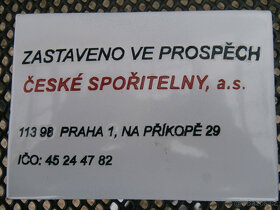 ZASTAVENO VE PROSPĚCH
ČESKÉ SPOŘITELNY, a.s.
113 98 PRAHA 1, NA PŘÍKOPĚ 29
IČO: 45 24 47 82